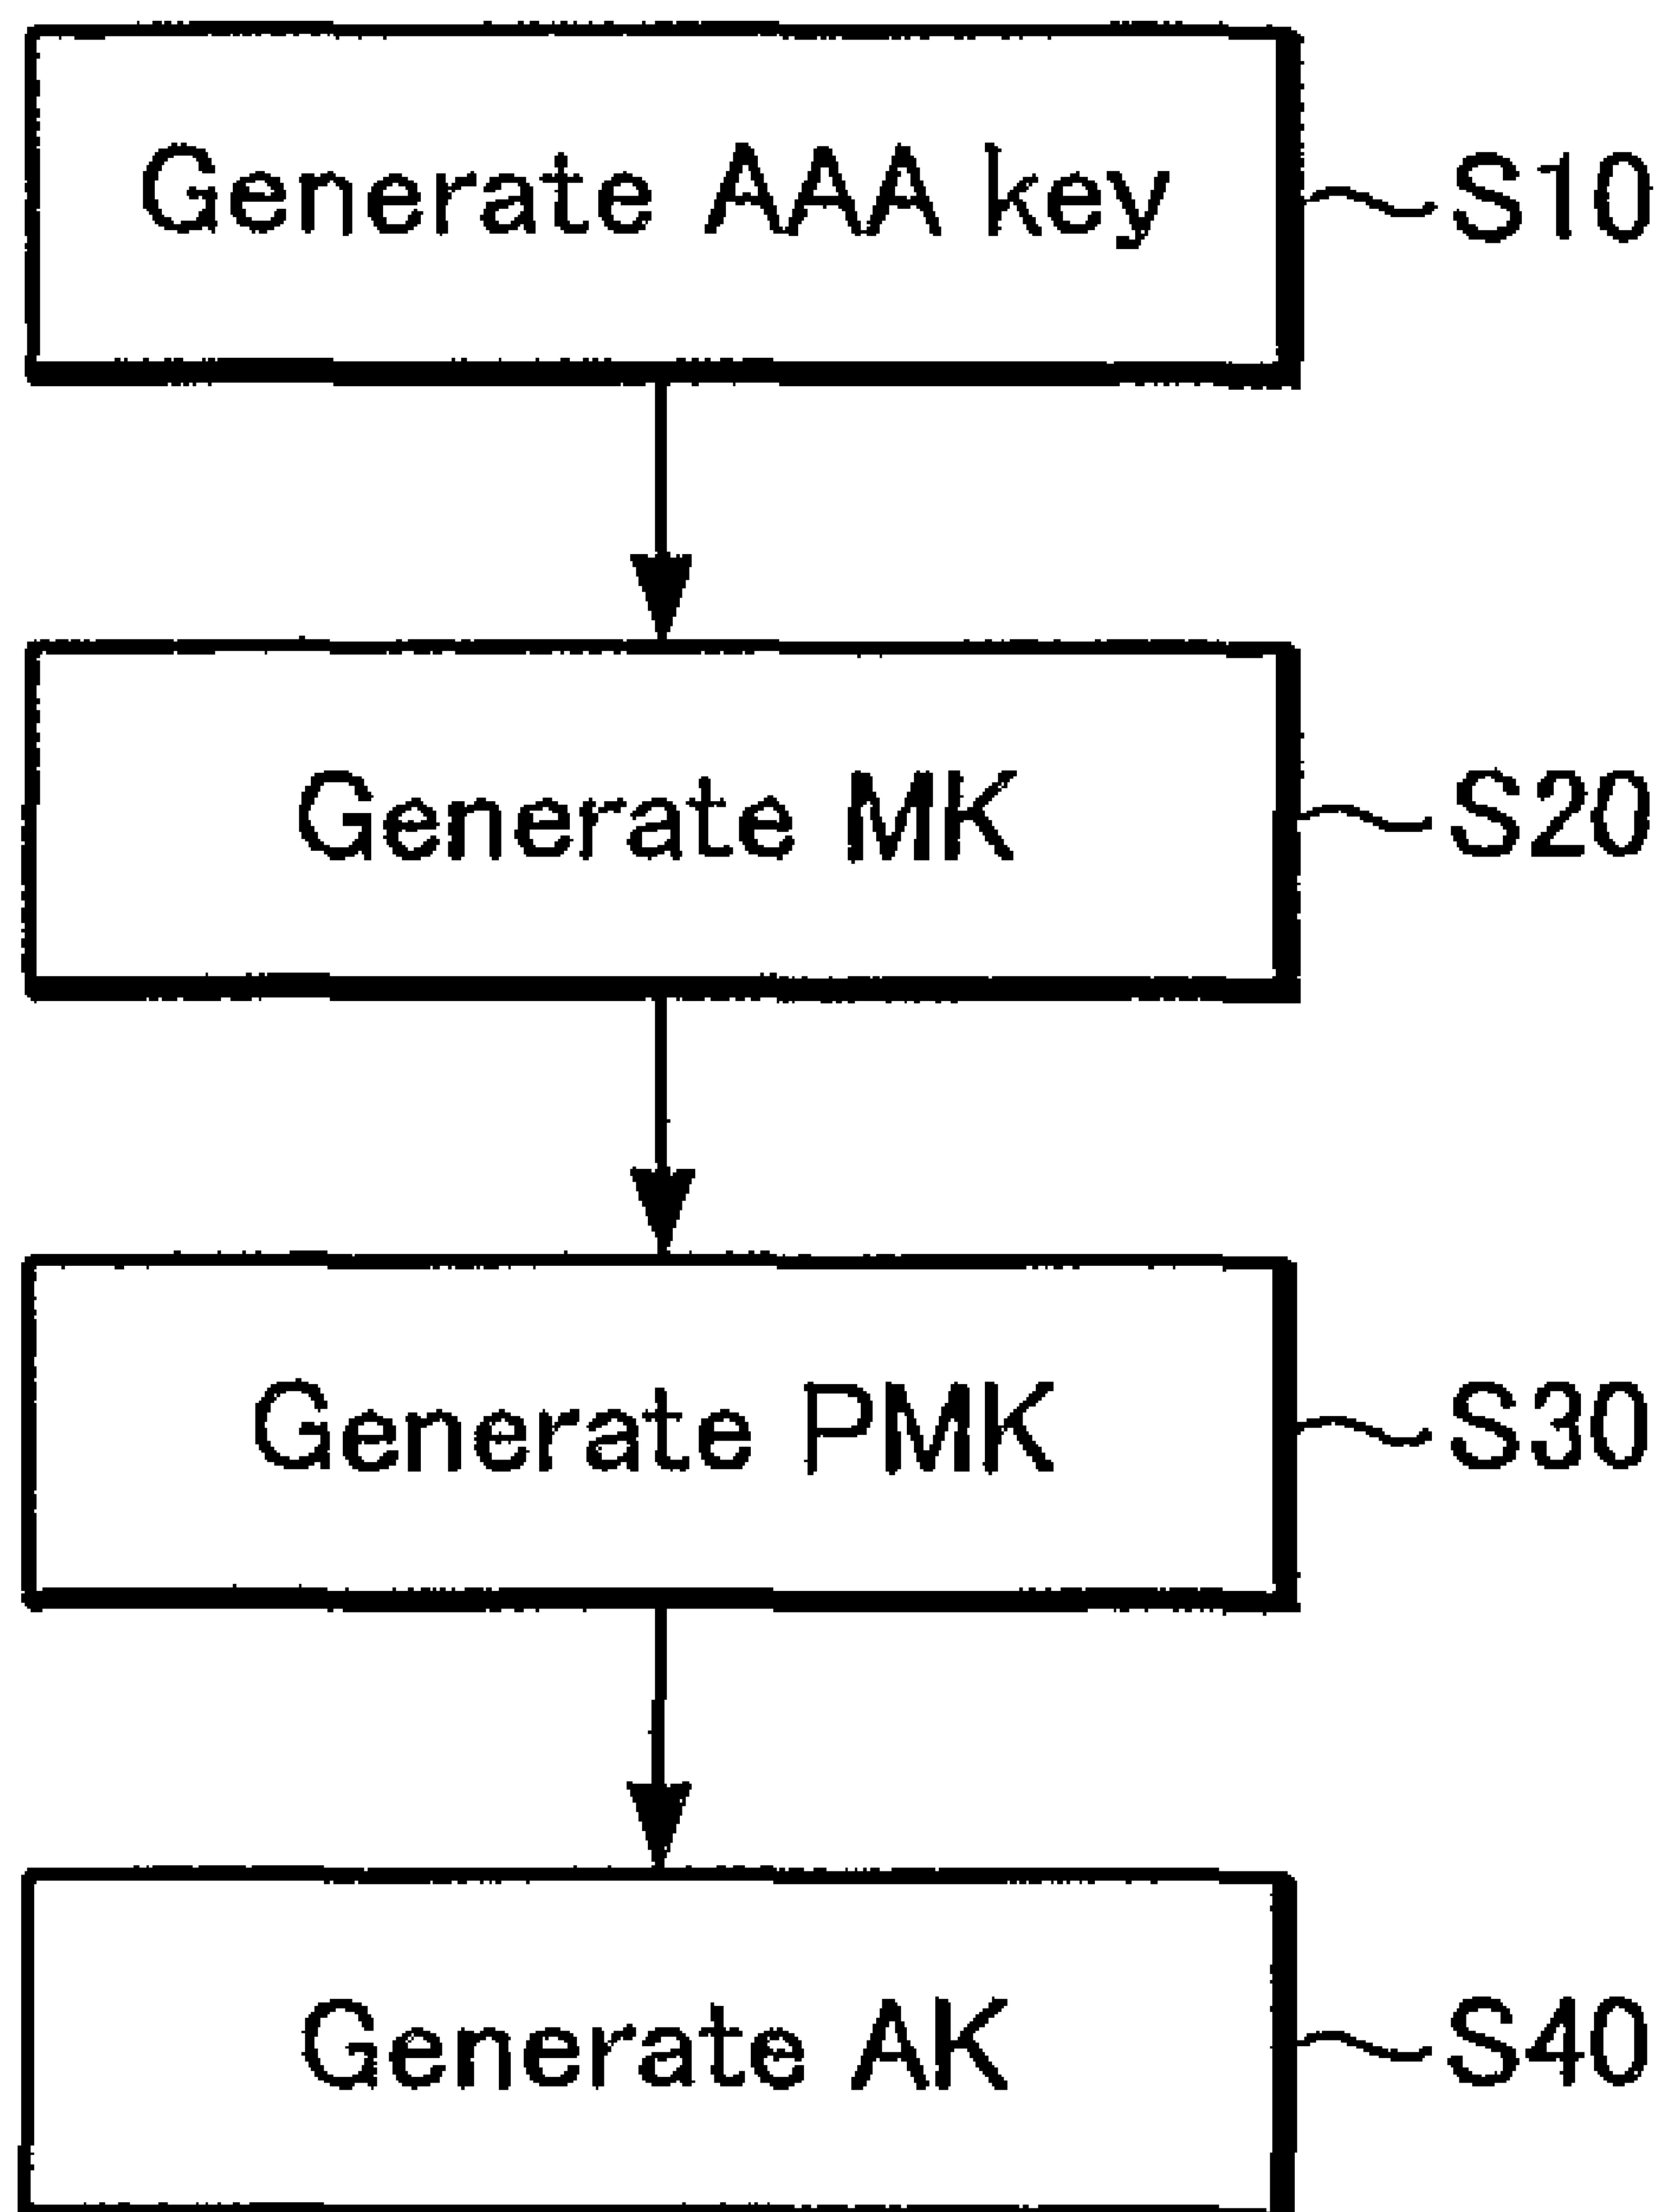 Generate AAA key S10
Generate MK S20
Generate PMK S30
Generate AK S40